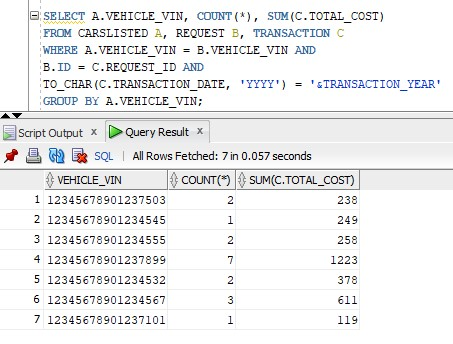 SELECT A.VEHICLE_VIN, COUNT(*), SUM(C.TOTAL_COST)
FROM CARSLISTED A, REQUEST B, TRANSACTION C
WHERE A.VEHICLE_VIN = B.VEHICLE_VIN AND
B.ID = C.REQUEST_ID AND
TO_CHAR(C.TRANSACTION_DATE, 'YYYY') = '&TRANSACTION_YEAR'
GROUP BY A.VEHICLE_VIN;
Script Output x Query Result x
SQL | All Rows Fetched: 7 in 0.057 seconds
VEHICLE_VIN COUNT(*) SUM(C.TOTAL_COST)
1 12345678901237503 2 238
2 12345678901234545 1 249
3 12345678901234555 2 258
4 12345678901237899 7 1223
5 12345678901234532 2 378
6 12345678901234567 3 611
7 12345678901237101 1 119